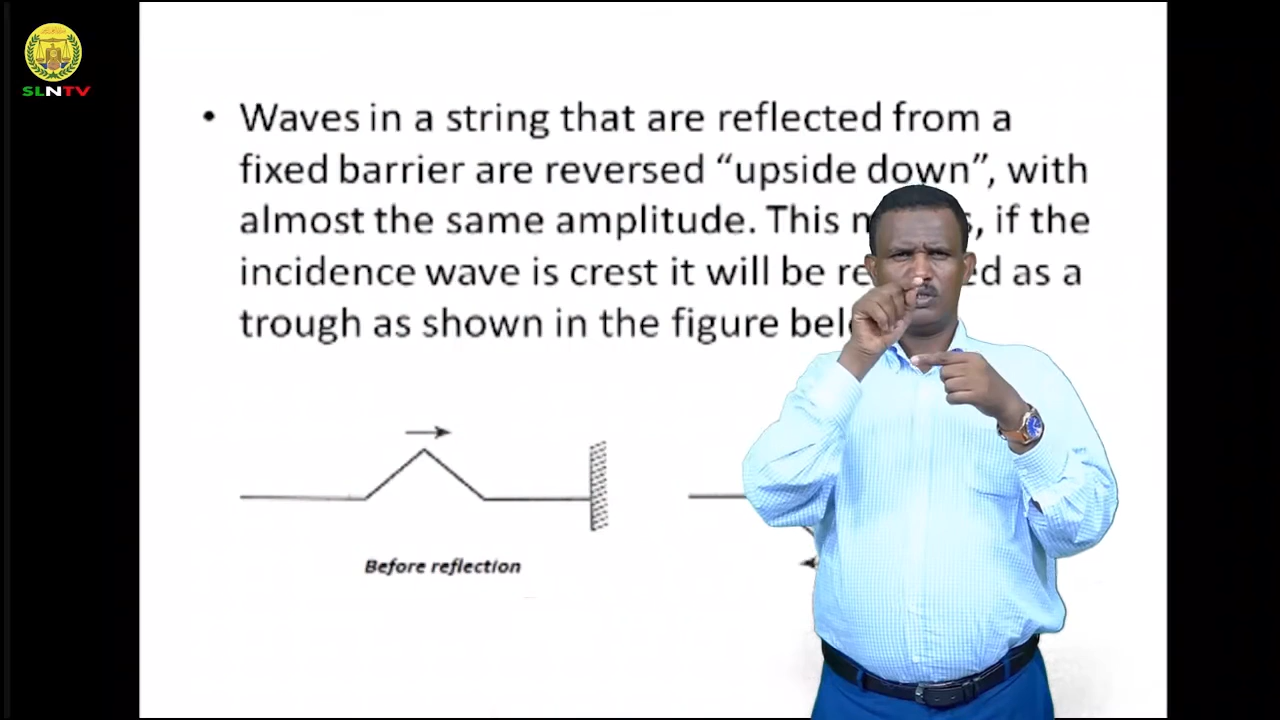 SLNTV
• Waves in a string that are reflected from a
fixed barrier are reversed “upside down”, with
almost the same amplitude. This if the
incidence wave is crest it will be as a
trough as shown in the figure
Before reflection